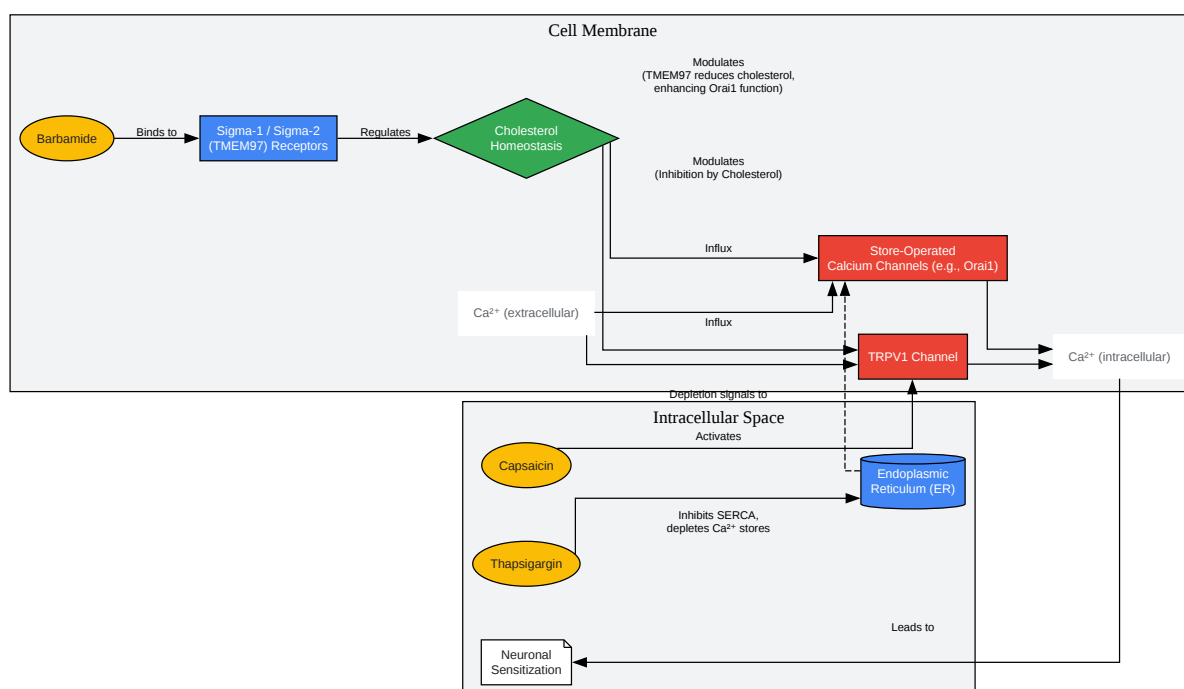 Cell Membrane
Modulates
(TMEM97 reduces cholesterol,
enhancing Orai1 function)
Barbamide
Binds to
Sigma-1 / Sigma-2
(TMEM97) Receptors
Regulates
Cholesterol
Homeostasis
Modulates
(Inhibition by Cholesterol)
Influx
Store-Operated
Calcium Channels (e.g., Orai1)
Ca²⁺ (extracellular)
Influx
TRPV1 Channel
Ca²⁺ (intracellular)
Depletion signals to
Intracellular Space
Activates
Capsaicin
Endoplasmic
Reticulum (ER)
Inhibits SERCA,
depletes Ca²⁺ stores
Thapsigargin
Leads to
Neuronal
Sensitization